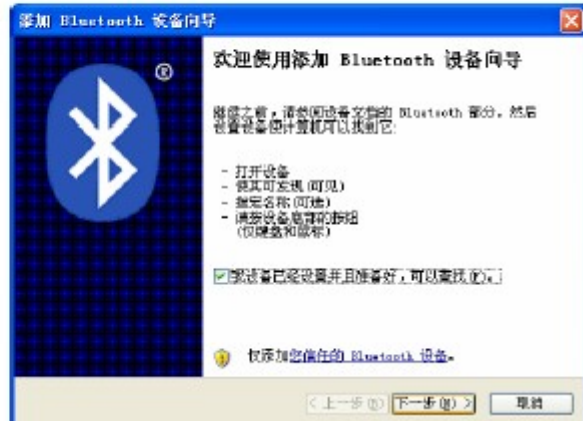 添加 Bluetooth 设备向导
®
欢迎使用添加 Bluetooth 设备向导
继续之前，请参阅设备文档的 Bluetooth 部分。然后
设置设备使计算机可以找到它:
- 打开设备
- 使其可发现(可见)
- 指定名称(可选)
- 请按设备底部的按钮
(仅键盘和鼠标)
我设备已经设置并且准备好，可以查找(F)。
仅添加您信任的 Bluetooth 设备。
< 上一步(B)
下一步(N) >
取消